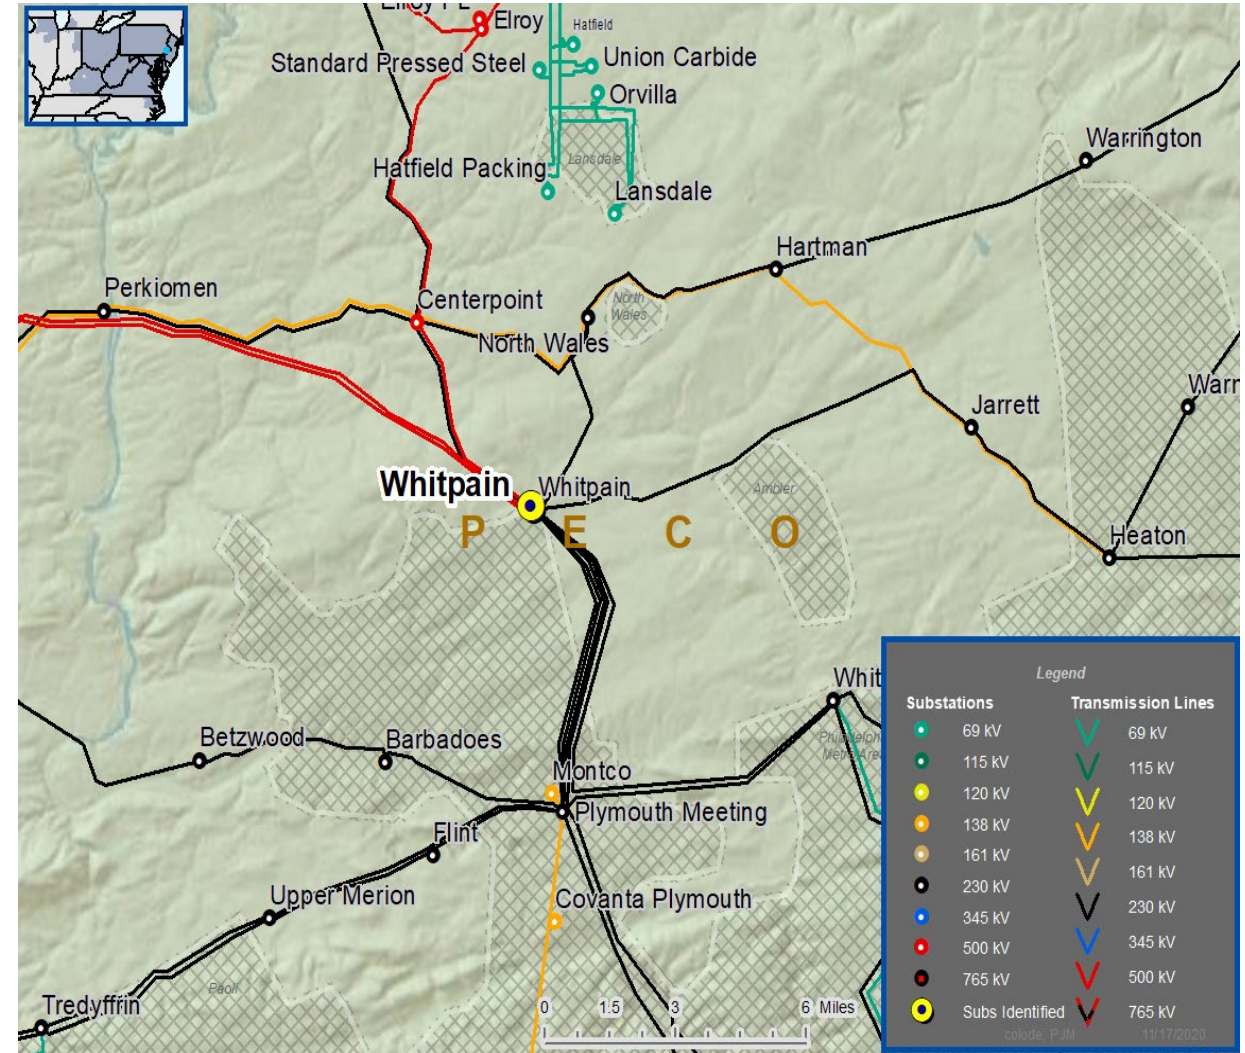 Elroy
Hatfield
Standard Pressed Steel
Union Carbide
Orvilla
Warrington
Lansdale
Hatfield Packing
Lansdale
Hartman
Perkiomen
Centerpoint
North
Wales
North Wales
Warr
Jarrett
Whitpain
Whitpain
Ambler
P E C O
Heaton
Whit
Betzwood
Barbadoes
Montco
Plymouth Meeting
Flint
Upper Merion
Covanta Plymouth
Paoli
Tredyffrin
0 1.5 3 6 Miles
Legend
Substations Transmission Lines
69 kV 69 kV
115 kV 115 kV
120 kV 120 kV
138 kV 138 kV
161 kV 161 kV
230 kV 230 kV
345 kV 345 kV
500 kV 500 kV
765 kV 765 kV
Subs Identified
PJM 11/17/2020